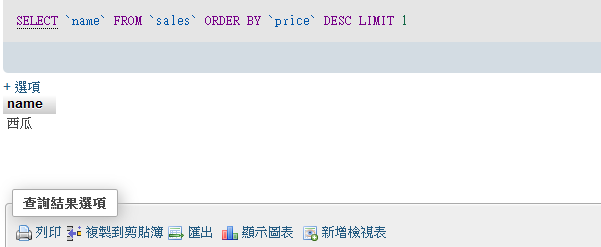 SELECT `name` FROM `sales` ORDER BY `price` DESC LIMIT 1
+ 選項
name
西瓜
查詢結果選項
列印 複製到剪貼簿 匯出 顯示圖表 新增檢視表